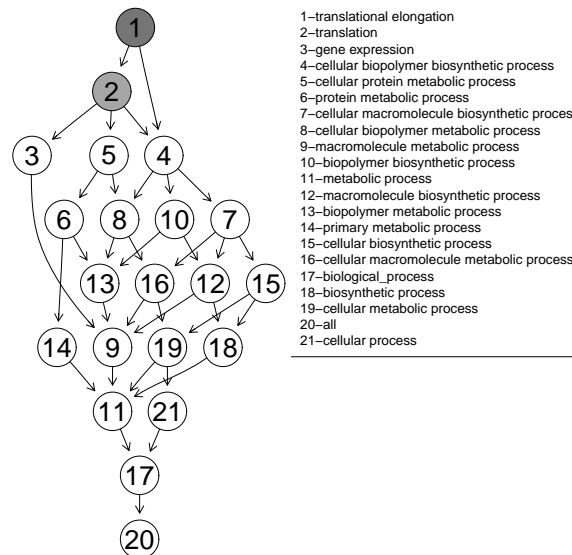 1
2
3
5
4
6
8
10
7
13
16
12
15
14
9
19
18
11
21
17
20
1−translational elongation
2−translation
3−gene expression
4−cellular biopolymer biosynthetic process
5−cellular protein metabolic process
6−protein metabolic process
7−cellular macromolecule biosynthetic proces
8−cellular biopolymer metabolic process
9−macromolecule metabolic process
10−biopolymer biosynthetic process
11−metabolic process
12−macromolecule biosynthetic process
13−biopolymer metabolic process
14−primary metabolic process
15−cellular biosynthetic process
16−cellular macromolecule metabolic process
17−biological_process
18−biosynthetic process
19−cellular metabolic process
20−all
21−cellular process